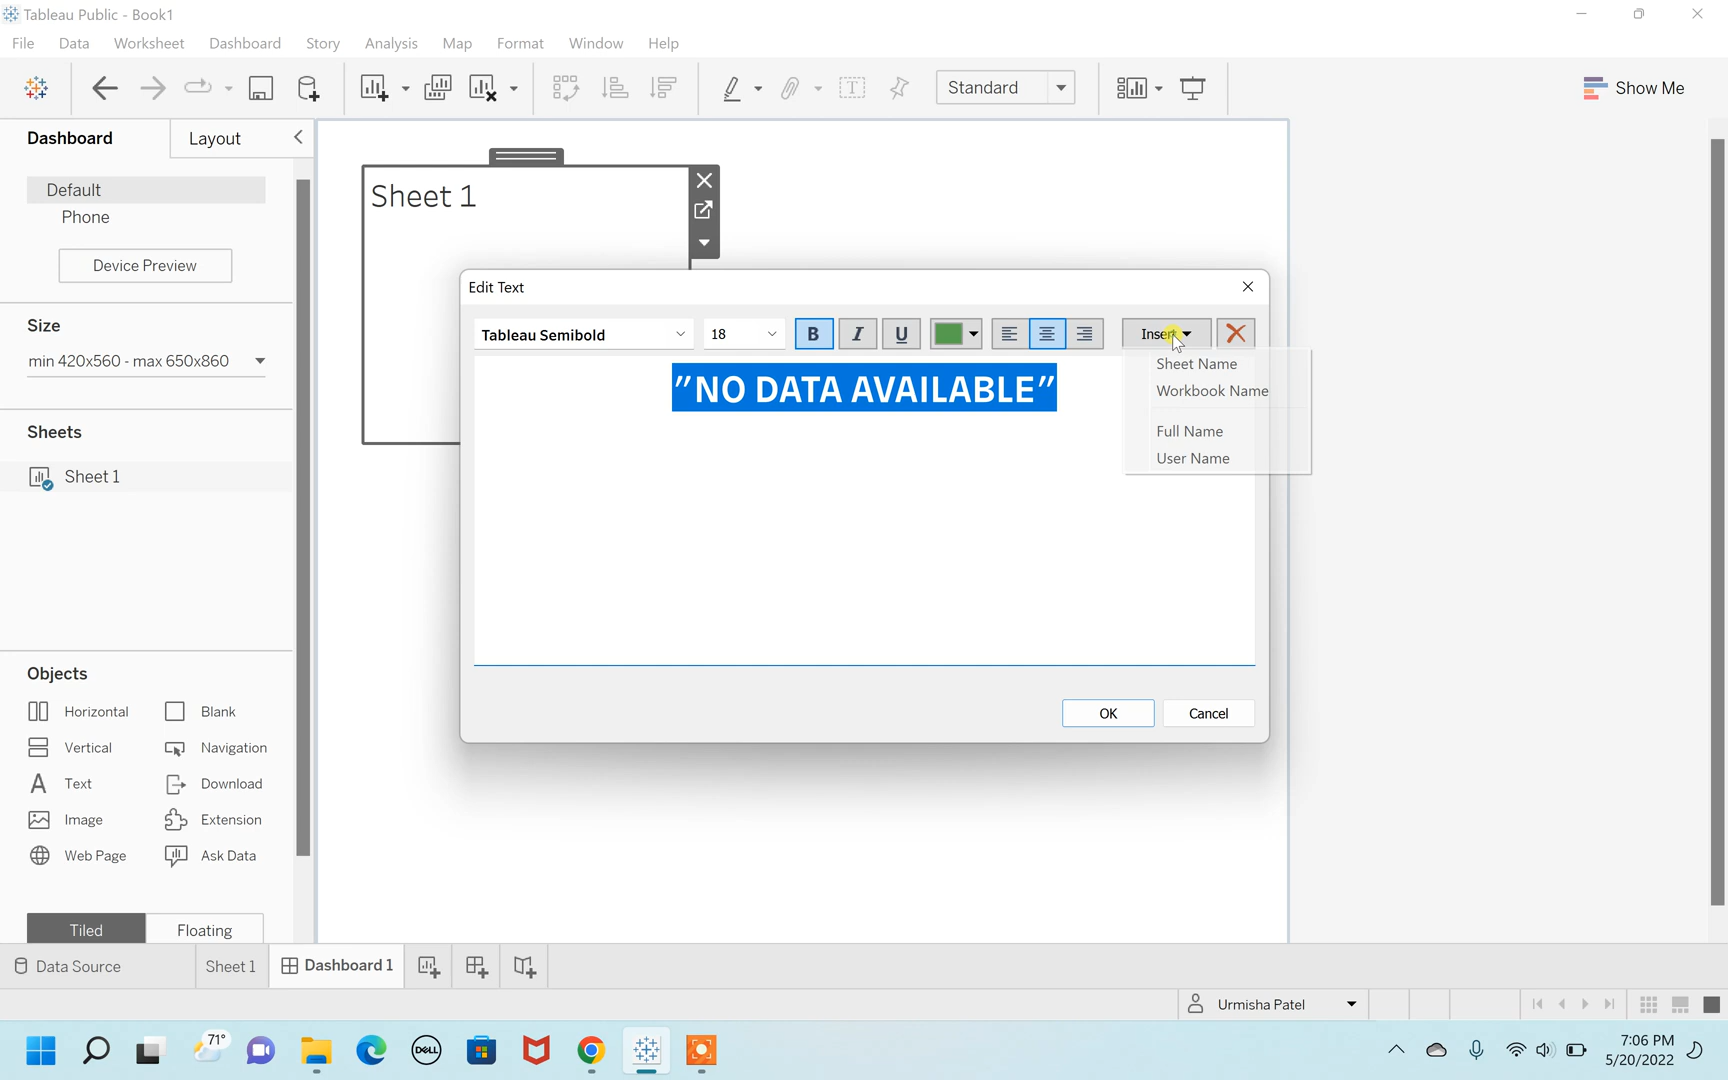 Tableau Public - Book1
File Data Worksheet Dashboard Story Analysis Map Format Window Help
Standard
Show Me
Dashboard
Layout
Default
Phone
Device Preview
Size
min 420x560 - max 650x860
Sheets
Sheet 1
Objects
Horizontal
Blank
Vertical
Navigation
Text
Download
Image
Extension
Web Page
Ask Data
Tiled
Floating
Sheet 1
Edit Text
Tableau Semibold
18
B
I
U
Insert
"NO DATA AVAILABLE"
Sheet Name
Workbook Name
Full Name
User Name
OK
Cancel
Data Source
Sheet 1
Dashboard 1
Urmisha Patel
71°
DELL
7:06 PM
5/20/2022